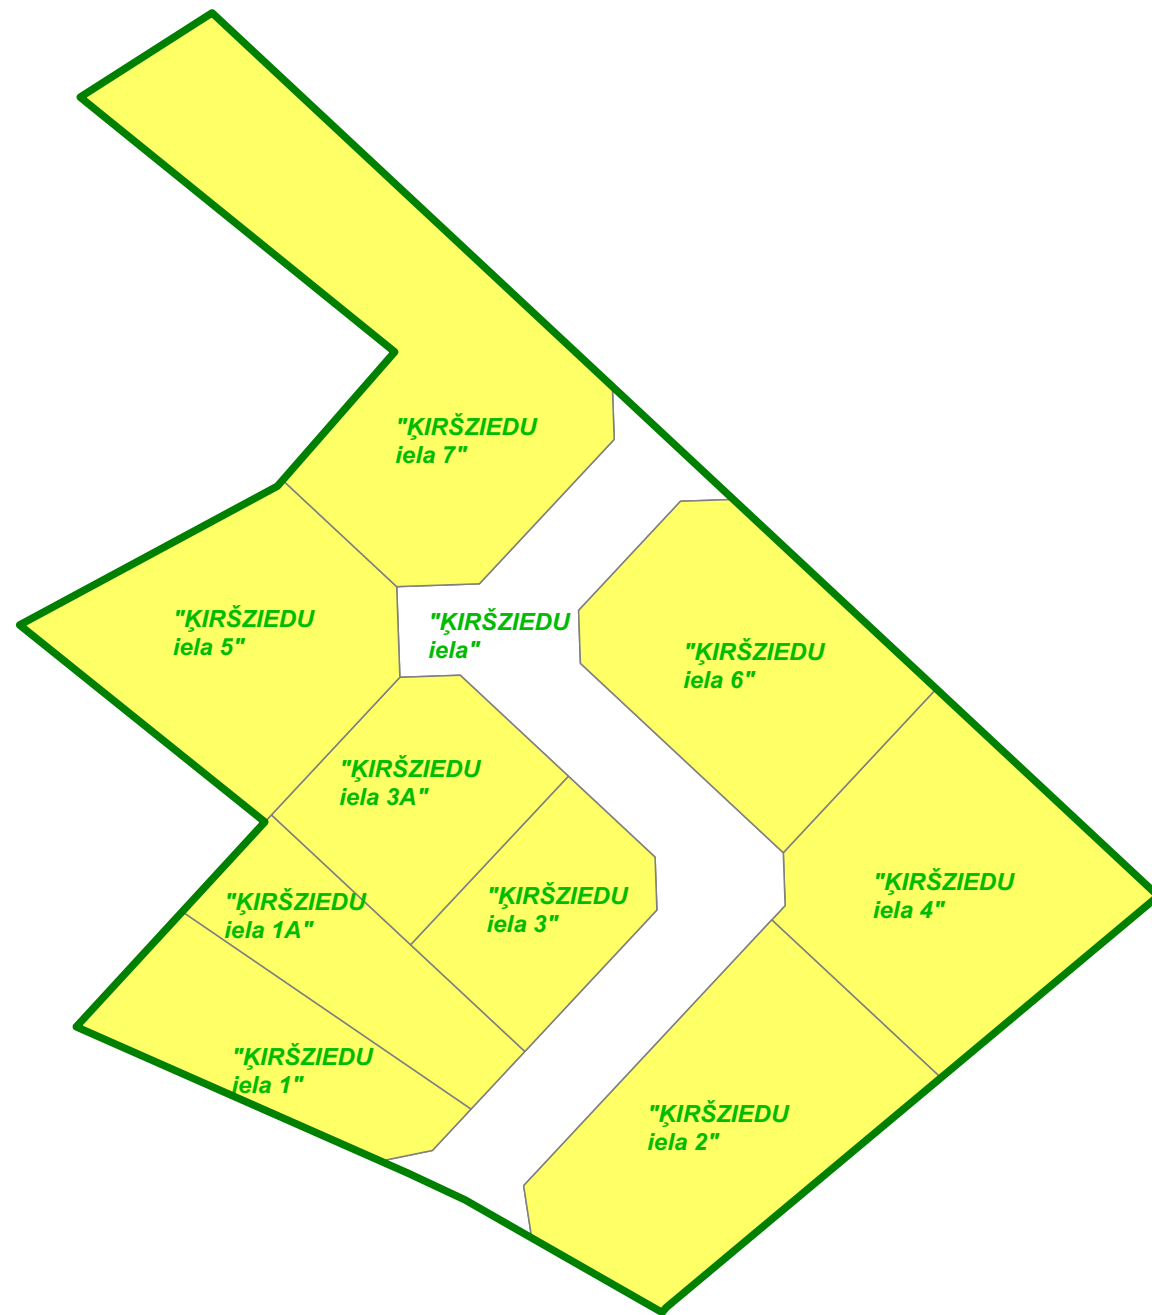 "ĶIRŠZIEDU
iela 7"
"ĶIRŠZIEDU
iela 5"
"ĶIRŠZIEDU
iela"
"ĶIRŠZIEDU
iela 6"
"ĶIRŠZIEDU
iela 3A"
"ĶIRŠZIEDU
iela 4"
"ĶIRŠZIEDU
iela 3"
"ĶIRŠZIEDU
iela 1A"
"ĶIRŠZIEDU
iela 1"
"ĶIRŠZIEDU
iela 2"